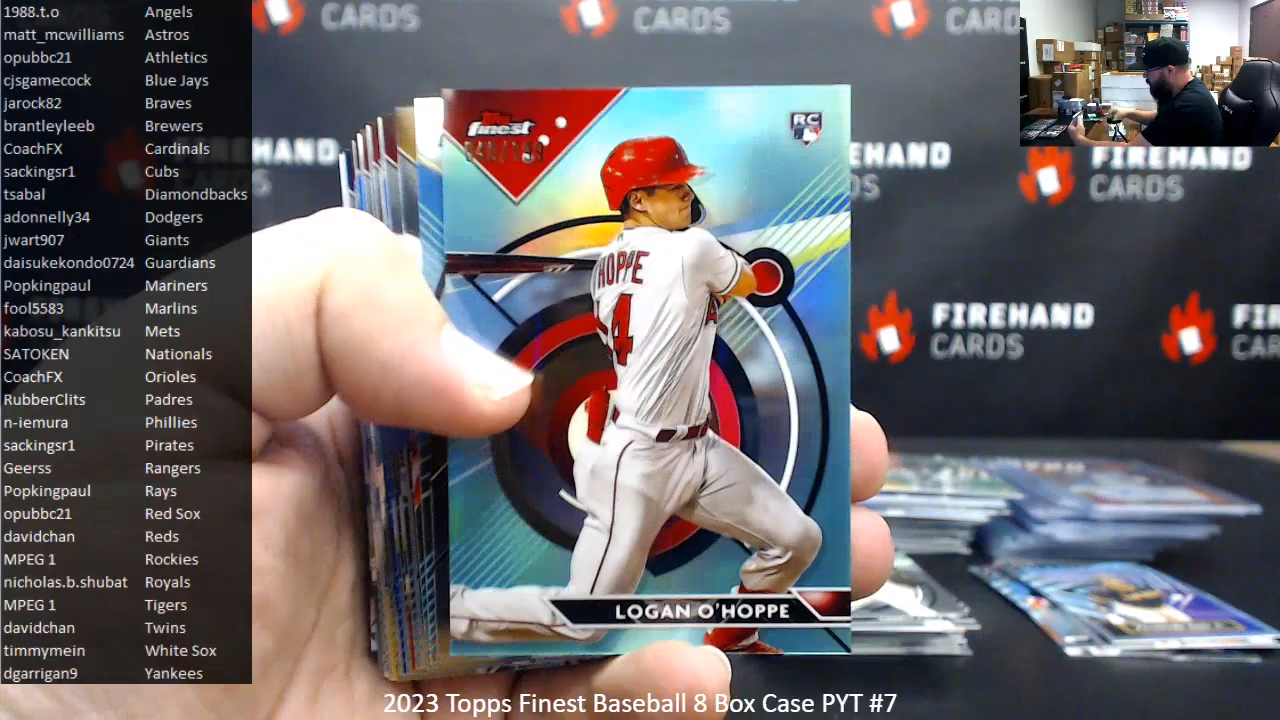 1988.t.o Angels
matt_mcwilliams Astros
opubbc21 Athletics
cjsgamecock Blue Jays
jarock82 Braves
brantleyleeb Brewers
CoachFX Cardinals
sackingsr1 Cubs
tsabal Diamondbacks
adonnelly34 Dodgers
jwart907 Giants
daisukekondo0724 Guardians
Popkingpaul Mariners
fool5583 Marlins
kabosu_kankitsu Mets
SATOKEN Nationals
CoachFX Orioles
RubberClits Padres
n-iemura Phillies
sackingsr1 Pirates
Geerss Rangers
Popkingpaul Rays
opubbc21 Red Sox
davidchan Reds
MPEG 1 Rockies
nicholas.b.shubat Royals
MPEG 1 Tigers
davidchan Twins
timmymein White Sox
dgarrigan9 Yankees
FIREHAND
CARDS
FIREHAND
CARDS
FIREHAND
CARDS
FIREHAND
CARDS
Topps
finest
RC
HOPPE
LOGAN O'HOPPE
2023 Topps Finest Baseball 8 Box Case PYT #7